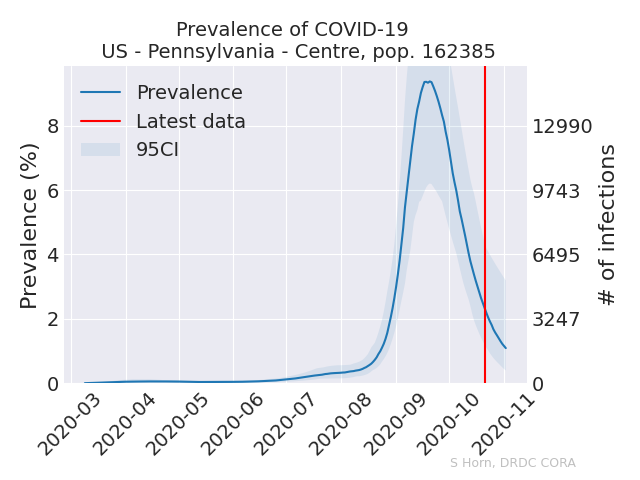 Prevalence of COVID-19
US - Pennsylvania - Centre, pop. 162385
Prevalence
Latest data
95CI
Prevalence (%)
8
6
4
2
0
12990
9743
6495
3247
0
# of infections
2020-03
2020-04
2020-05
2020-06
2020-07
2020-08
2020-09
2020-10
2020-11
S Horn, DRDC CORA